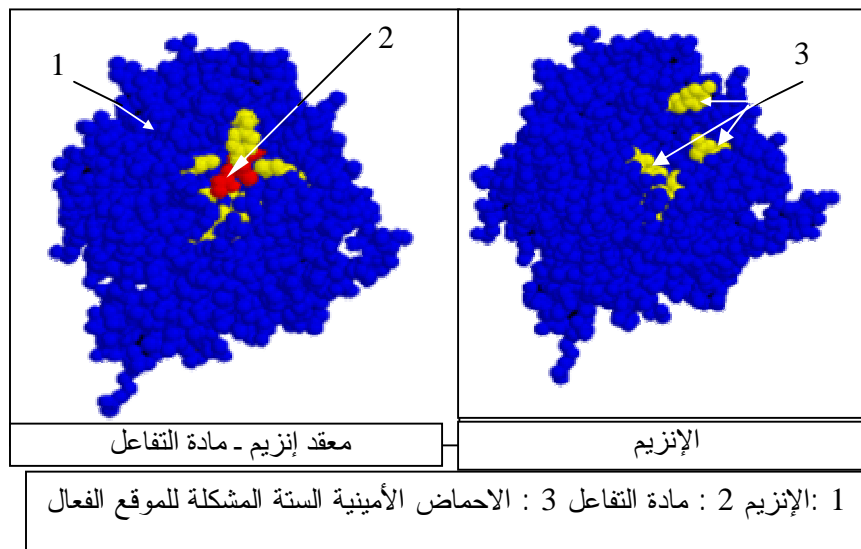 1
2
3
معقد إنزيم ـ مادة التفاعل
الإنزيم
1 :الإنزيم 2 : مادة التفاعل 3 : الاحماض الأمينية الستة المشكلة للموقع الفعال